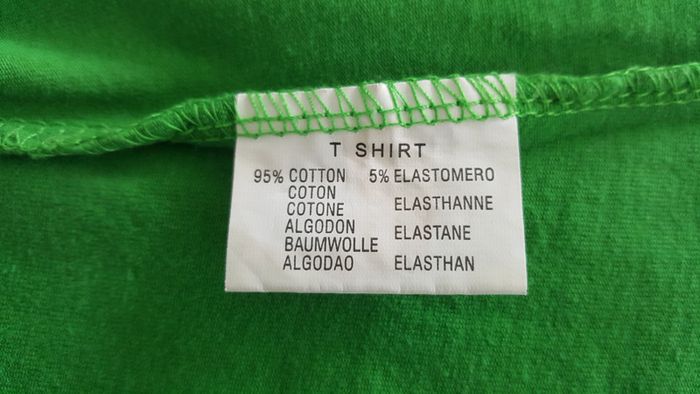 T SHIRT
95% COTTON 5% ELASTOMERO
COTON
COTONE ELASTHANNE
ALGODON
BAUMWOLLE ELASTANE
ALGODAO ELASTHAN